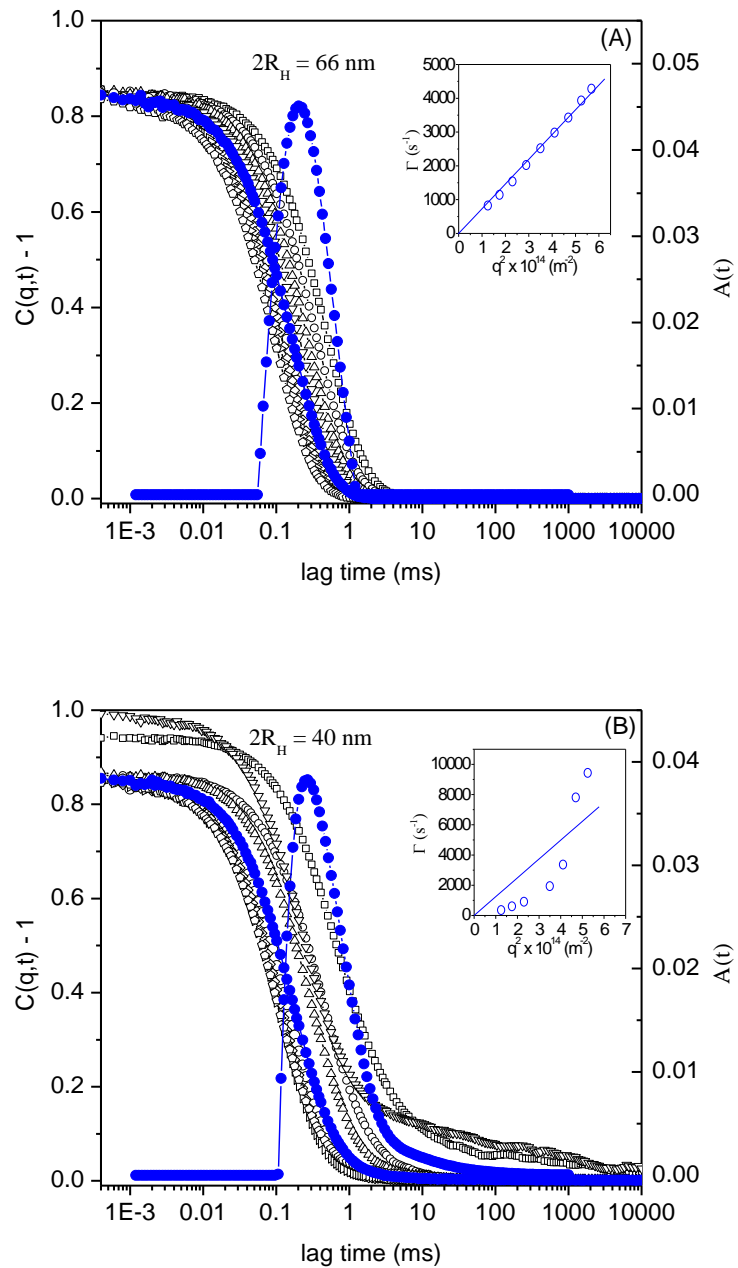 (A)
2R_H = 66 nm
1.0
0.8
0.6
0.4
0.2
0.0
C(q,t) - 1
0.05
0.04
0.03
0.02
0.01
0.00
A(t)
5000
4000
3000
2000
1000
0
Γ (s⁻¹)
0 1 2 3 4 5 6
q² x 10¹⁴ (m⁻²)
1E-3 0.01 0.1 1 10 100 1000 10000
lag time (ms)
(B)
2R_H = 40 nm
1.0
0.8
0.6
0.4
0.2
0.0
C(q,t) - 1
0.04
0.03
0.02
0.01
0.00
A(t)
10000
8000
6000
4000
2000
0
Γ (s⁻¹)
0 1 2 3 4 5 6 7
q² x 10¹⁴ (m⁻²)
1E-3 0.01 0.1 1 10 100 1000 10000
lag time (ms)